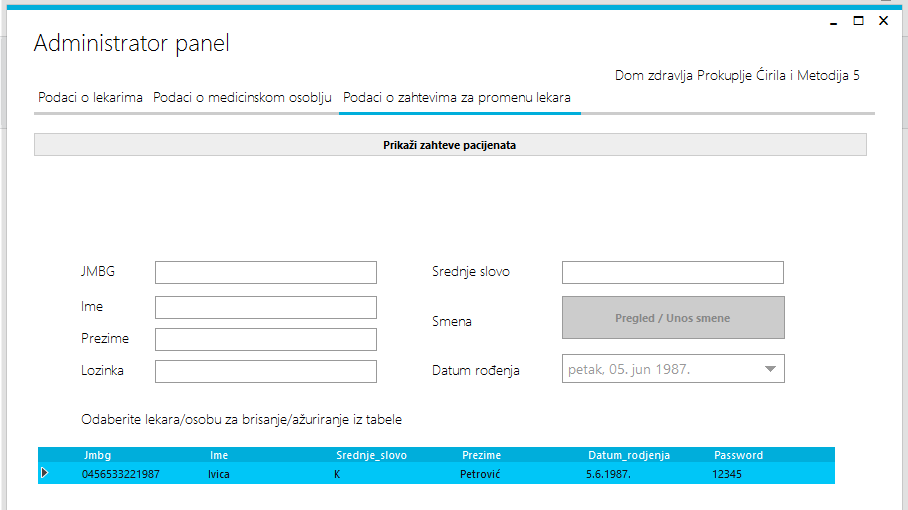 Administrator panel
Dom zdravlja Prokuplje Ćirila i Metodija 5
Podaci o lekarima Podaci o medicinskom osoblju Podaci o zahtevima za promenu lekara
Prikaži zahteve pacijenata
JMBG Srednje slovo
Ime
Smena Pregled / Unos smene
Prezime
Lozinka Datum rođenja petak, 05. jun 1987.
Odaberite lekara/osobu za brisanje/ažuriranje iz tabele
Jmbg Ime Srednje_slovo Prezime Datum_rodjenja Password
0456533221987 Ivica K Petrović 5.6.1987. 12345